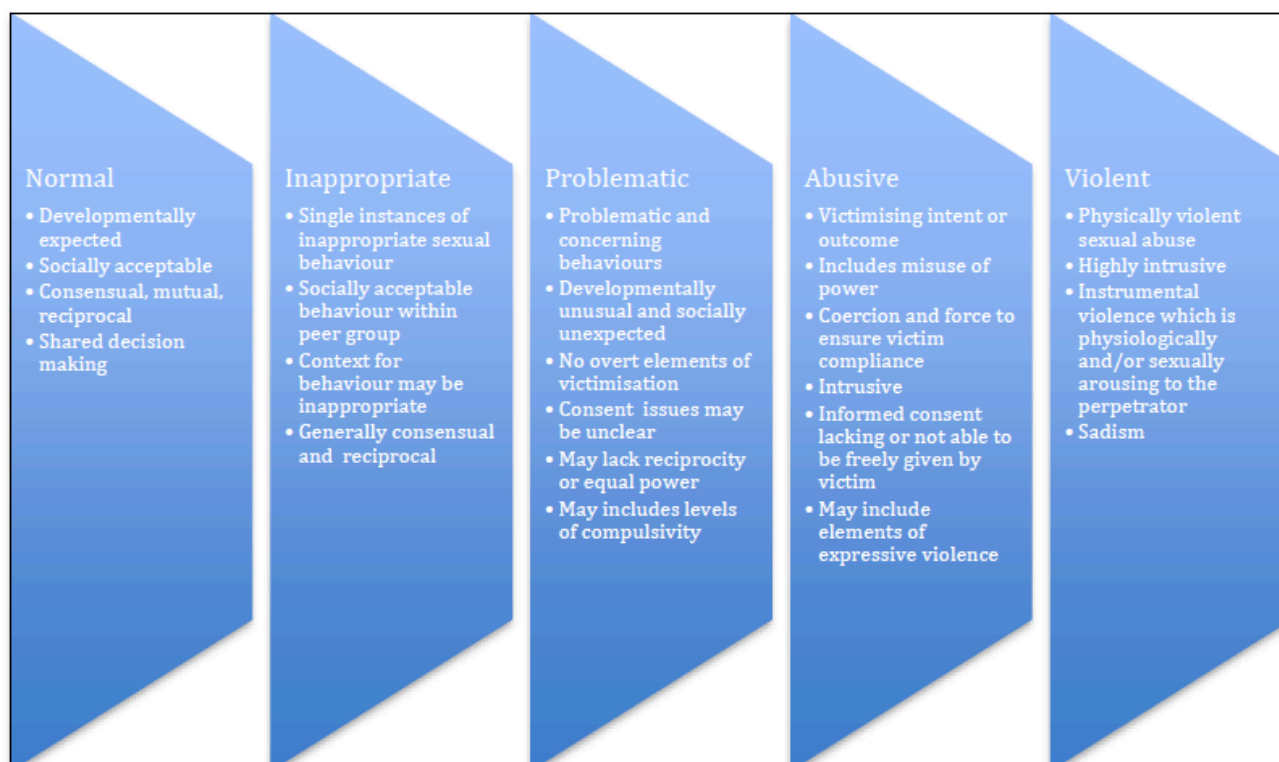 Normal
• Developmentally
expected
• Socially acceptable
• Consensual, mutual,
reciprocal
• Shared decision
making
Inappropriate
• Single instances of
inappropriate sexual
behaviour
• Socially acceptable
behaviour within
peer group
• Context for
behaviour may be
inappropriate
• Generally consensual
and reciprocal
Problematic
• Problematic and
concerning
behaviours
• Developmentally
unusual and socially
unexpected
• No overt elements of
victimisation
• Consent issues may
be unclear
• May lack reciprocity
or equal power
• May includes levels
of compulsivity
Abusive
• Victimising intent or
outcome
• Includes misuse of
power
• Coercion and force to
ensure victim
compliance
• Intrusive
• Informed consent
lacking or not able to
be freely given by
victim
• May include
elements of
expressive violence
Violent
• Physically violent
sexual abuse
• Highly intrusive
• Instrumental
violence which is
physiologically
and/or sexually
arousing to the
perpetrator
• Sadism